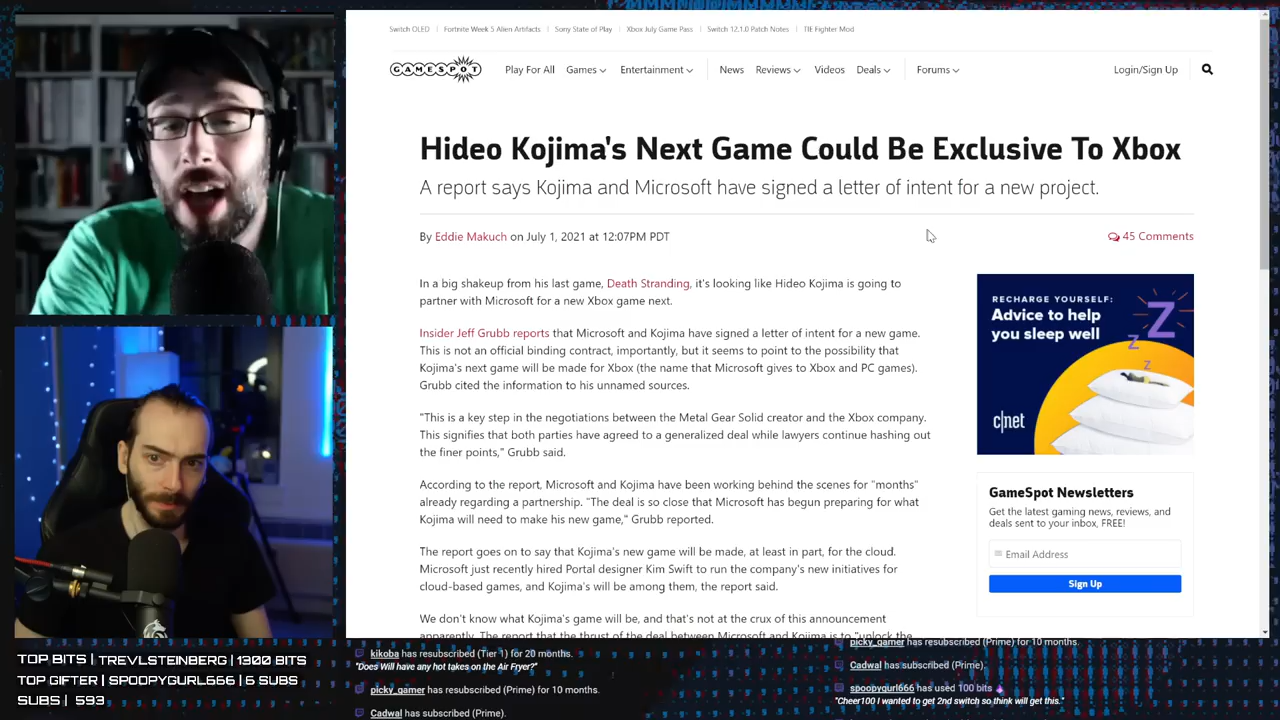 Switch OLED | Fortnite Week 5 Alien Artifacts | Sony State of Play | Xbox July Game Pass | Switch 12.1.0 Patch Notes | TIE Fighter Mod
GAMESPOT Play For All Games Entertainment News Reviews Videos Deals Forums Login/Sign Up
Hideo Kojima's Next Game Could Be Exclusive To Xbox
A report says Kojima and Microsoft have signed a letter of intent for a new project.
By Eddie Makuch on July 1, 2021 at 12:07PM PDT
45 Comments
In a big shakeup from his last game, Death Stranding, it's looking like Hideo Kojima is going to
partner with Microsoft for a new Xbox game next.
Insider Jeff Grubb reports that Microsoft and Kojima have signed a letter of intent for a new game.
This is not an official binding contract, importantly, but it seems to point to the possibility that
Kojima's next game will be made for Xbox (the name that Microsoft gives to Xbox and PC games).
Grubb cited the information to his unnamed sources.
"This is a key step in the negotiations between the Metal Gear Solid creator and the Xbox company.
This signifies that both parties have agreed to a generalized deal while lawyers continue hashing out
the finer points," Grubb said.
According to the report, Microsoft and Kojima have been working behind the scenes for "months"
already regarding a partnership. "The deal is so close that Microsoft has begun preparing for what
Kojima will need to make his new game," Grubb reported.
The report goes on to say that Kojima's new game will be made, at least in part, for the cloud.
Microsoft just recently hired Portal designer Kim Swift to run the company's new initiatives for
cloud-based games, and Kojima's will be among them, the report said.
We don't know what Kojima's game will be, and that's not at the crux of this announcement
apparently. The report that the thrust of the deal between Microsoft and Kojima is to "unlock the
RECHARGE YOURSELF:
Advice to help
you sleep well
Z
Z
Z
c|net
GameSpot Newsletters
Get the latest gaming news, reviews, and
deals sent to your inbox, FREE!
Email Address
Sign Up
TOP BITS | TREVLSTEINBERG | 1300 BITS
TOP GIFTER | SPOOPYGURL666 | 6 SUBS
SUBS | 593
kikoba has resubscribed (Tier 1) for 20 months.
"Does Will have any hot takes on the Air Fryer?"
picky_gamer has resubscribed (Prime) for 10 months.
Cadwal has subscribed (Prime).
picky_gamer has resubscribed (Prime) for 10 months.
Cadwal has subscribed (Prime).
spoopygurl666 has used 100 bits
"Cheer100 I wanted to get 2nd switch so think will get this."